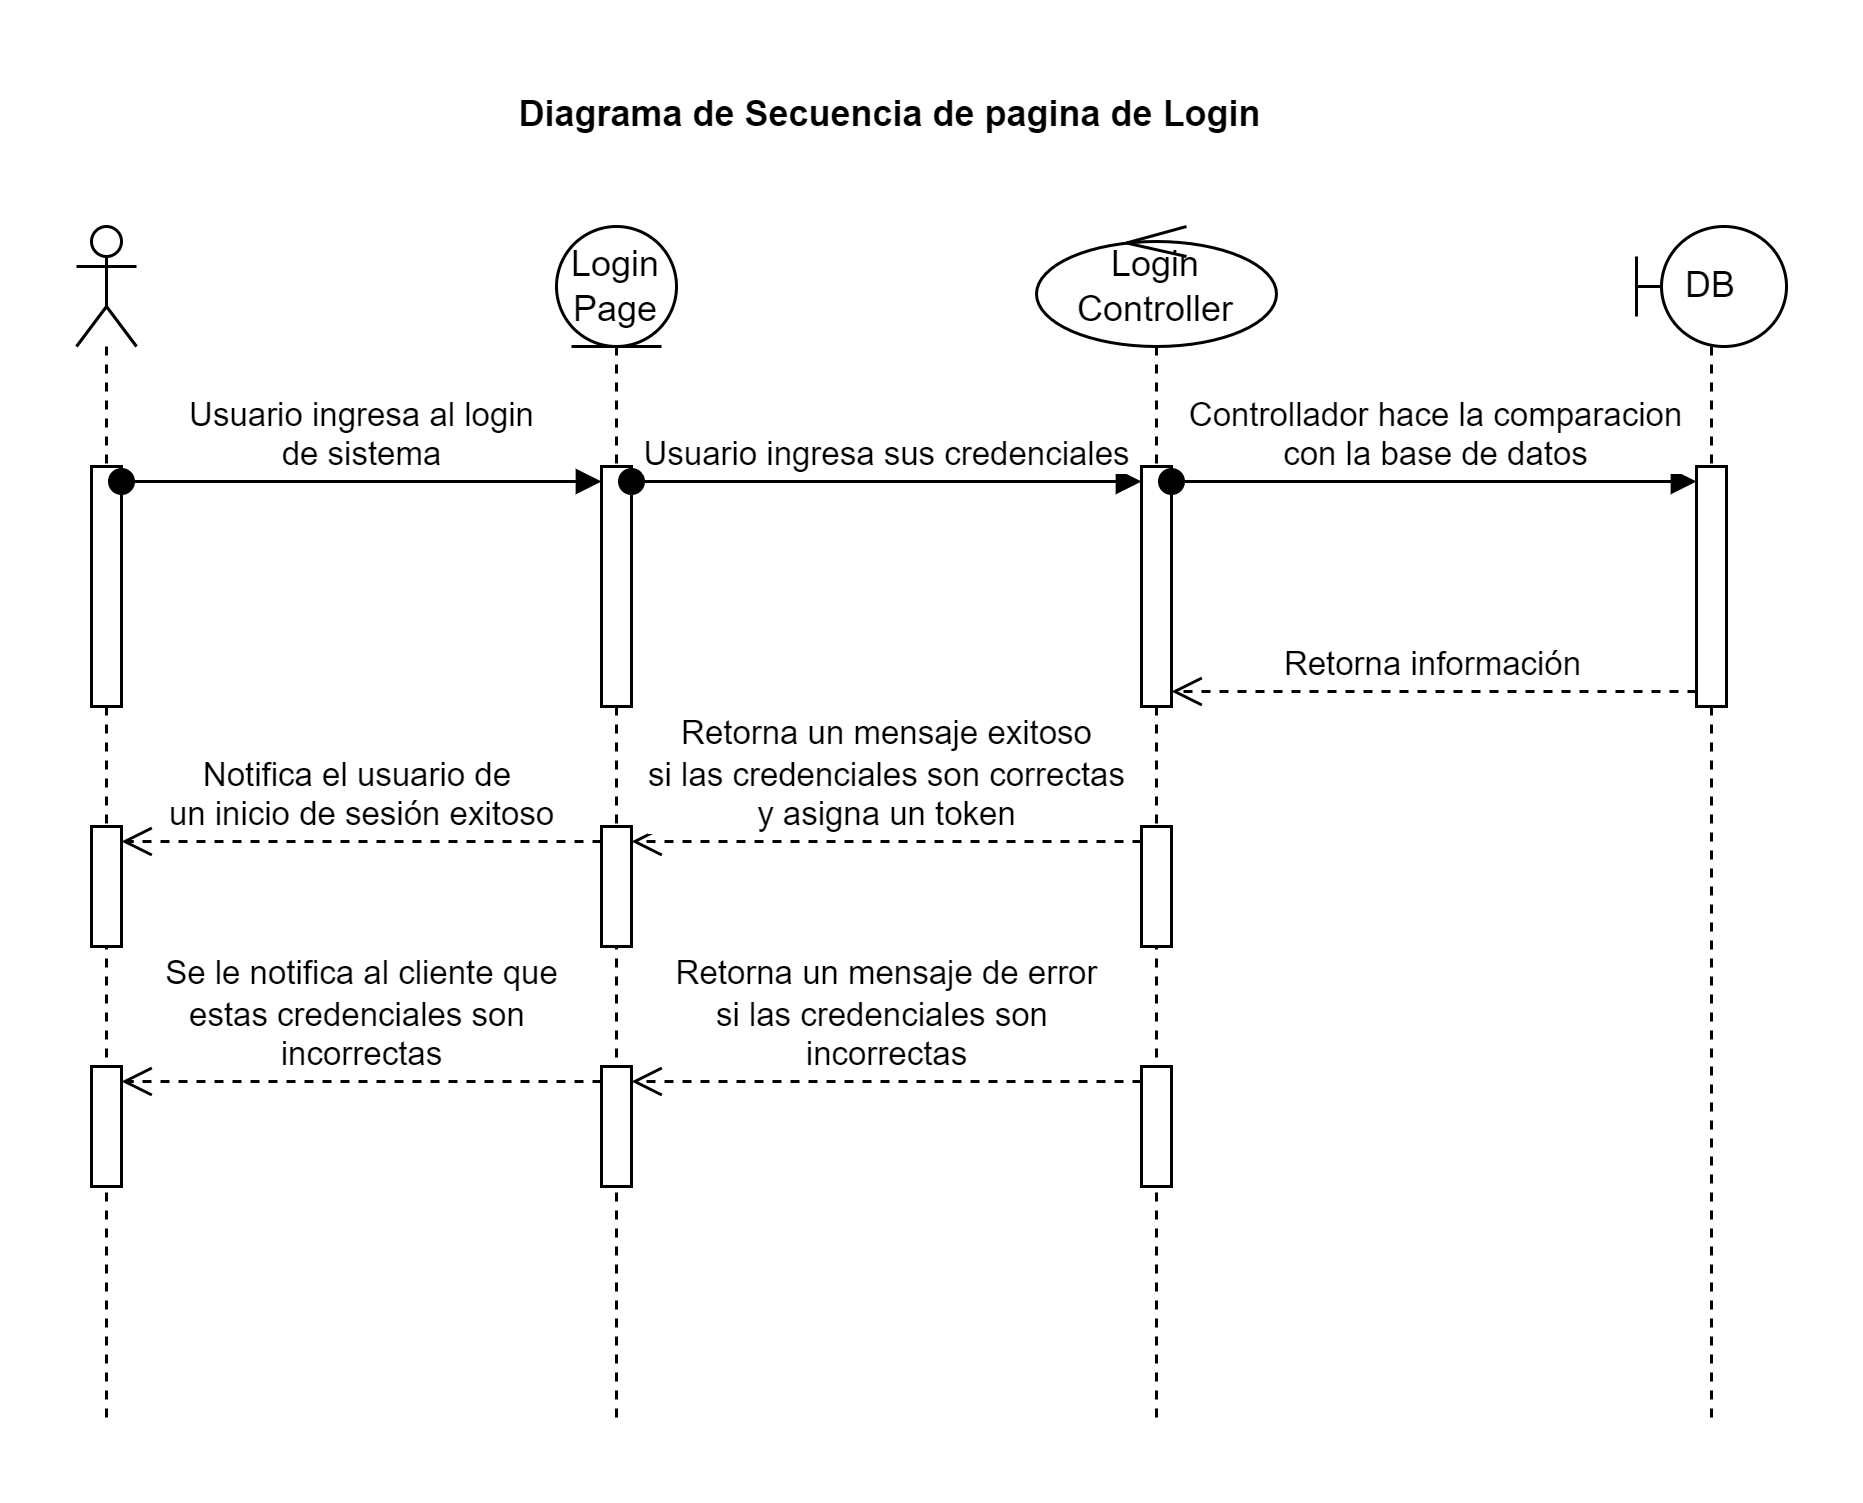 Diagrama de Secuencia de pagina de Login
Login
Page
Login
Controller
DB
Usuario ingresa al login
de sistema
Usuario ingresa sus credenciales
Controllador hace la comparacion
con la base de datos
Retorna información
Retorna un mensaje exitoso
si las credenciales son correctas
y asigna un token
Notifica el usuario de
un inicio de sesión exitoso
Se le notifica al cliente que
estas credenciales son
incorrectas
Retorna un mensaje de error
si las credenciales son
incorrectas